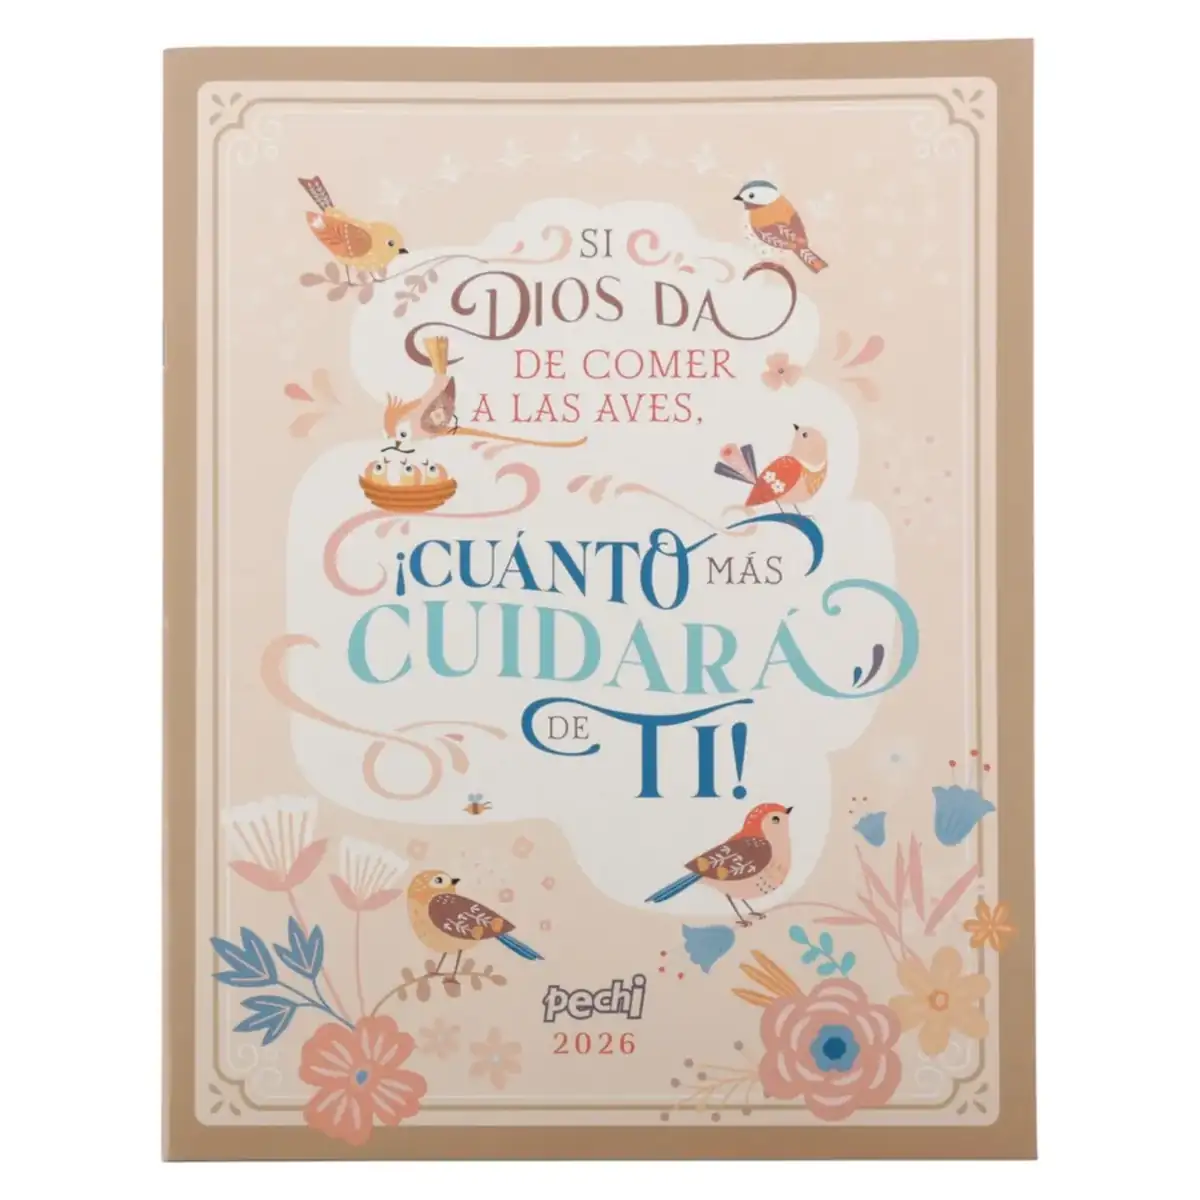 SI
DIOS DA
DE COMER
A LAS AVES,
¡CUÁNTO MÁS
CUIDARÁ
DE TI!
pechi
2026